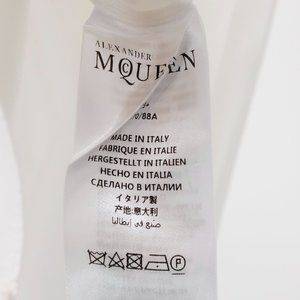 ALEXANDER
MCQUEEN
MADE IN ITALY
FABRIQUE EN ITALIE
HERGESTELLT IN ITALIEN
HECHO EN ITALIA
СДЕЛАНО В ИТАЛИИ
イタリア製
产地:意大利
صنع في إيطاليا
P